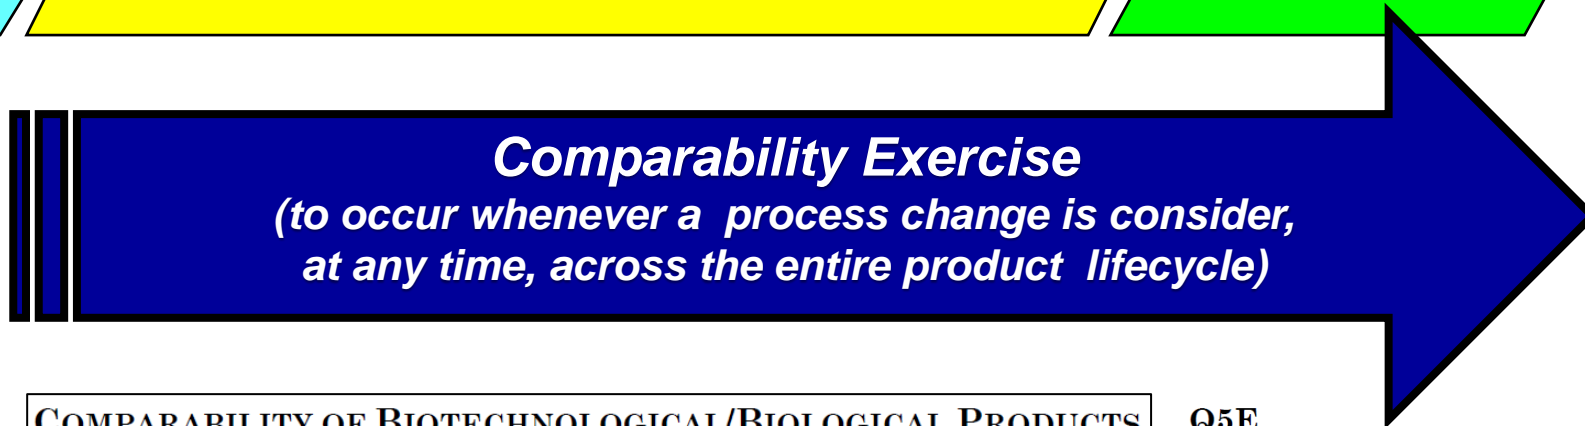 Comparability Exercise
(to occur whenever a process change is consider,
at any time, across the entire product lifecycle)
COMPARABILITY OF BIOTECHNOLOGICAL/BIOLOGICAL PRODUCTS Q5E